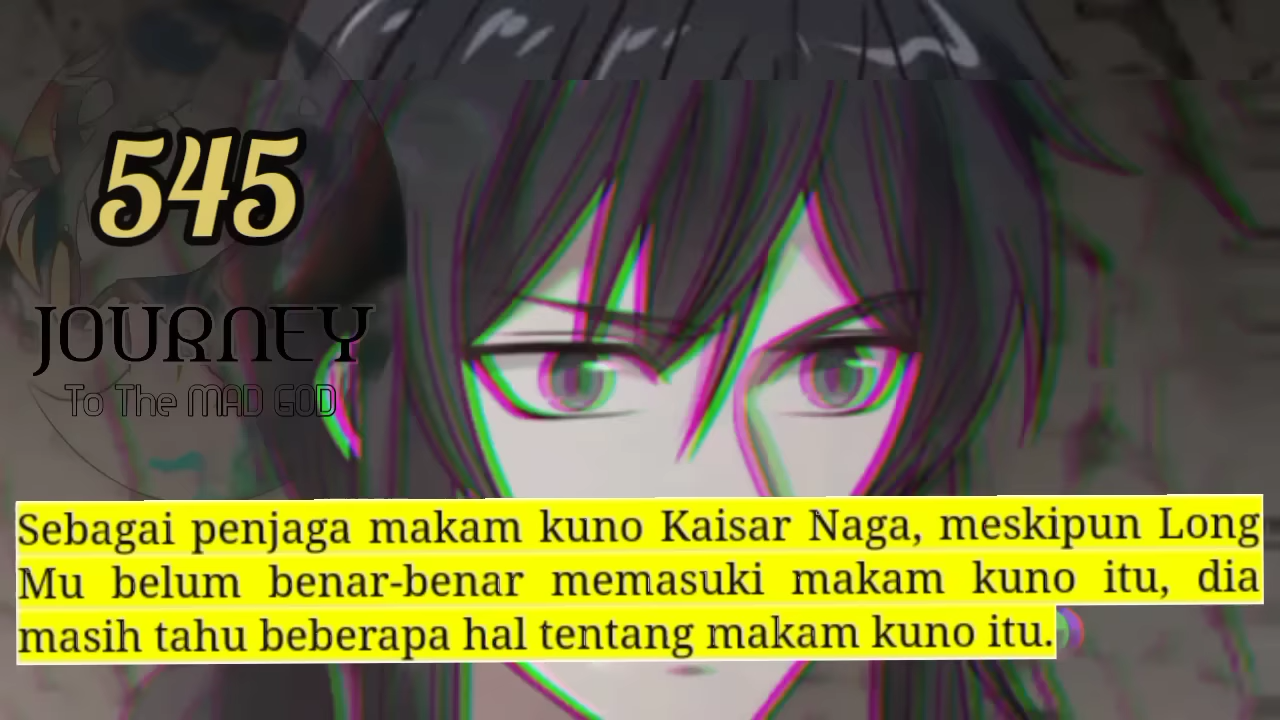 545
JOURNEY
To The MAD GOD
Sebagai penjaga makam kuno Kaisar Naga, meskipun Long
Mu belum benar-benar memasuki makam kuno itu, dia
masih tahu beberapa hal tentang makam kuno itu.